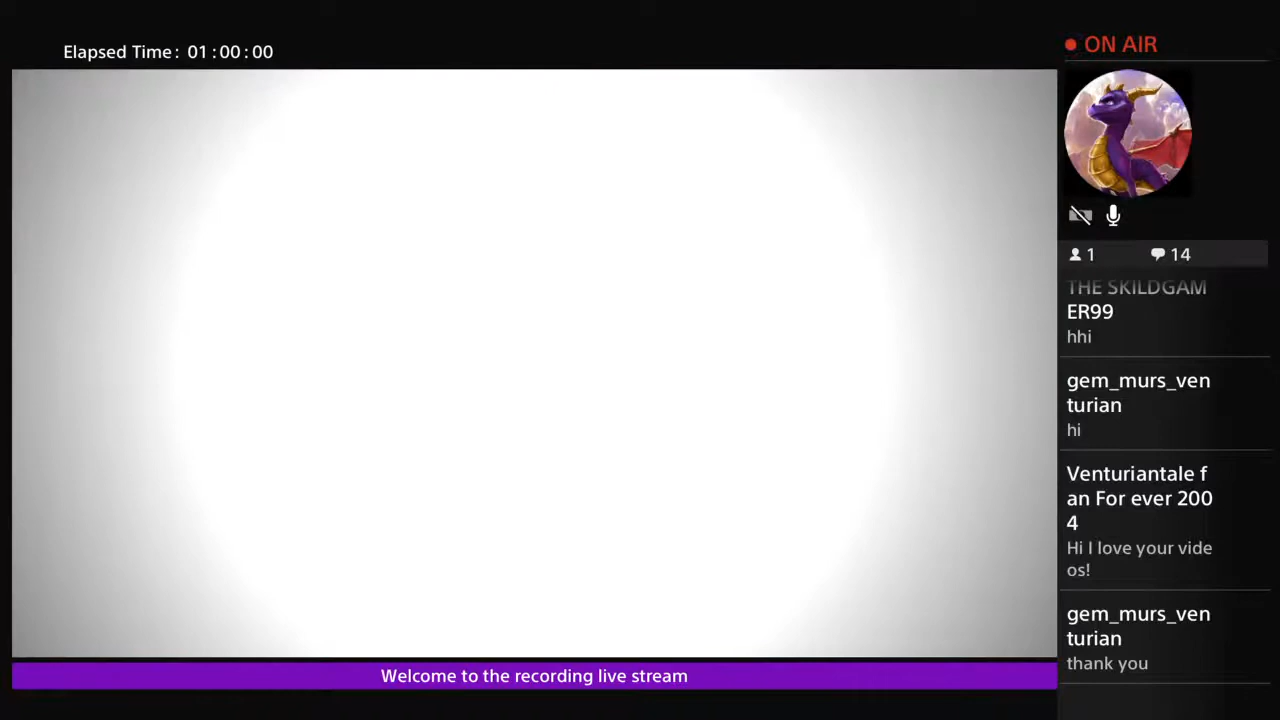 Elapsed Time: 01:00:00
ON AIR
1 14
THE SKILDGAM
ER99
hhi
gem_murs_ven
turian
hi
Venturiantale f
an For ever 200
4
Hi I love your vide
os!
gem_murs_ven
turian
thank you
Welcome to the recording live stream